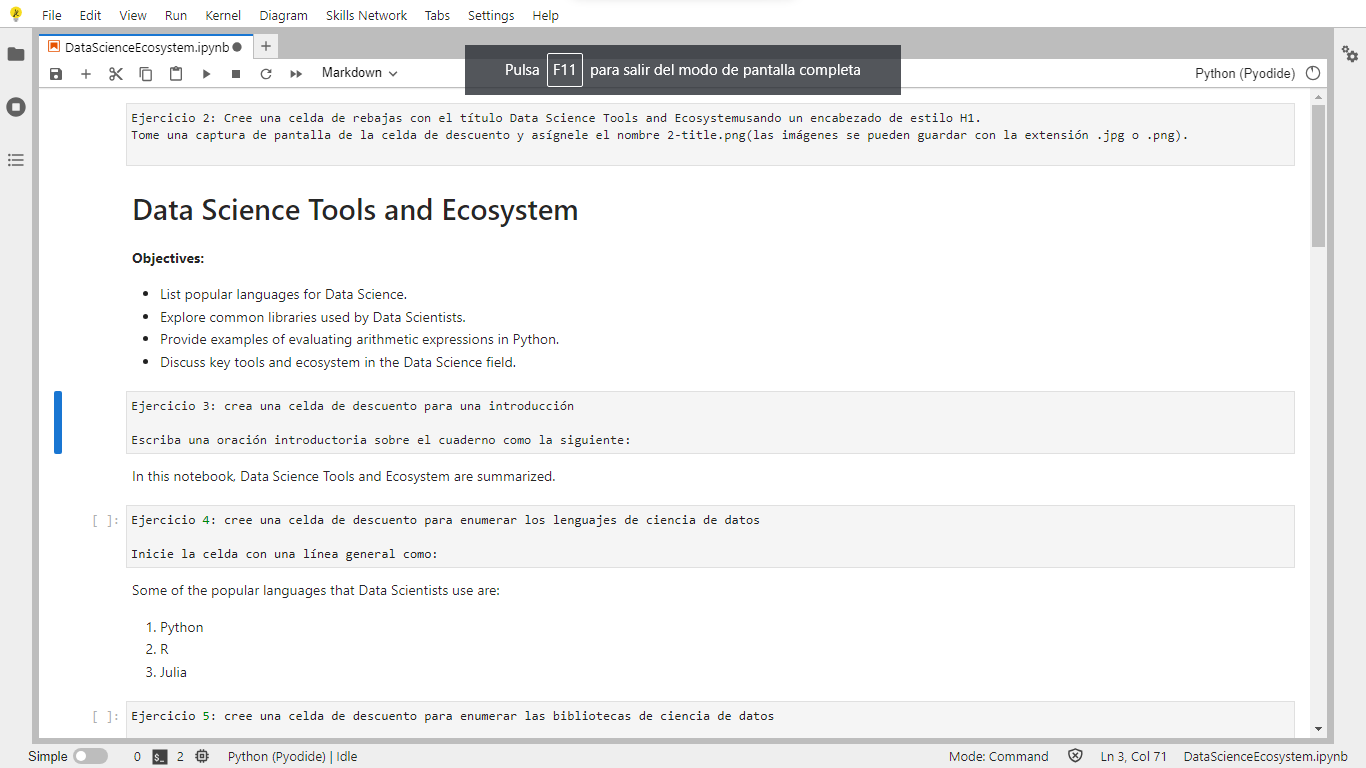 File Edit View Run Kernel Diagram Skills Network Tabs Settings Help
DataScienceEcosystem.ipynb
Markdown
Pulsa F11 para salir del modo de pantalla completa
Python (Pyodide)
Ejercicio 2: Cree una celda de rebajas con el título Data Science Tools and Ecosystemusando un encabezado de estilo H1.
Tome una captura de pantalla de la celda de descuento y asígnele el nombre 2-title.png(las imágenes se pueden guardar con la extensión .jpg o .png).
Data Science Tools and Ecosystem
Objectives:
• List popular languages for Data Science.
• Explore common libraries used by Data Scientists.
• Provide examples of evaluating arithmetic expressions in Python.
• Discuss key tools and ecosystem in the Data Science field.
Ejercicio 3: crea una celda de descuento para una introducción
Escriba una oración introductoria sobre el cuaderno como la siguiente:
In this notebook, Data Science Tools and Ecosystem are summarized.
[ ]: Ejercicio 4: cree una celda de descuento para enumerar los lenguajes de ciencia de datos
Inicie la celda con una línea general como:
Some of the popular languages that Data Scientists use are:
1. Python
2. R
3. Julia
[ ]: Ejercicio 5: cree una celda de descuento para enumerar las bibliotecas de ciencia de datos
Simple 0 2 Python (Pyodide) | Idle Mode: Command Ln 3, Col 71 DataScienceEcosystem.ipynb